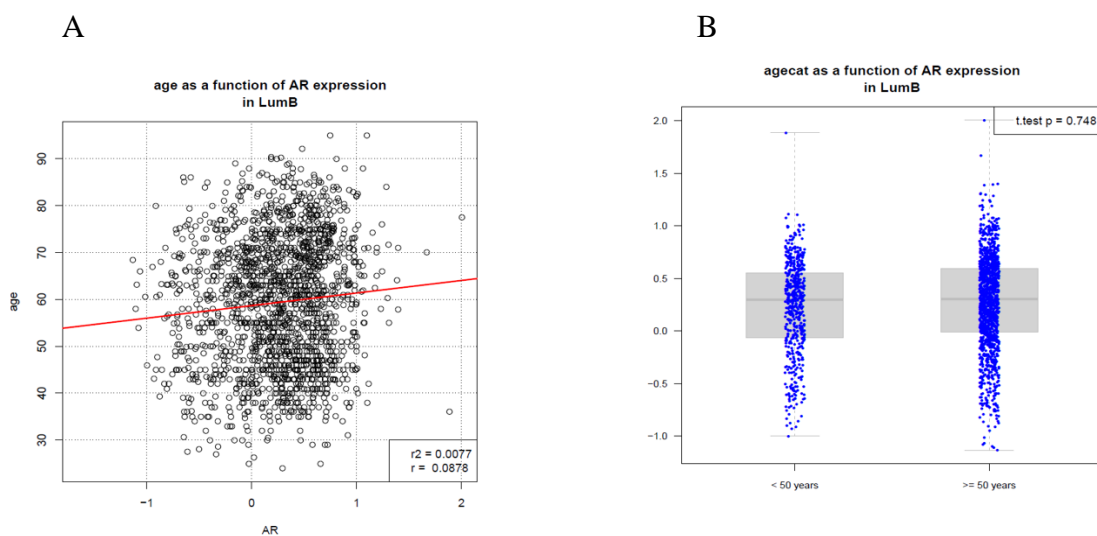 A
B
age as a function of AR expression
in LumB
age
90
80
70
60
50
40
30
r2 = 0.0077
r = 0.0878
−1
0
1
2
AR
agecat as a function of AR expression
in LumB
t.test p = 0.748
2.0
1.5
1.0
0.5
0.0
−0.5
−1.0
< 50 years
>= 50 years